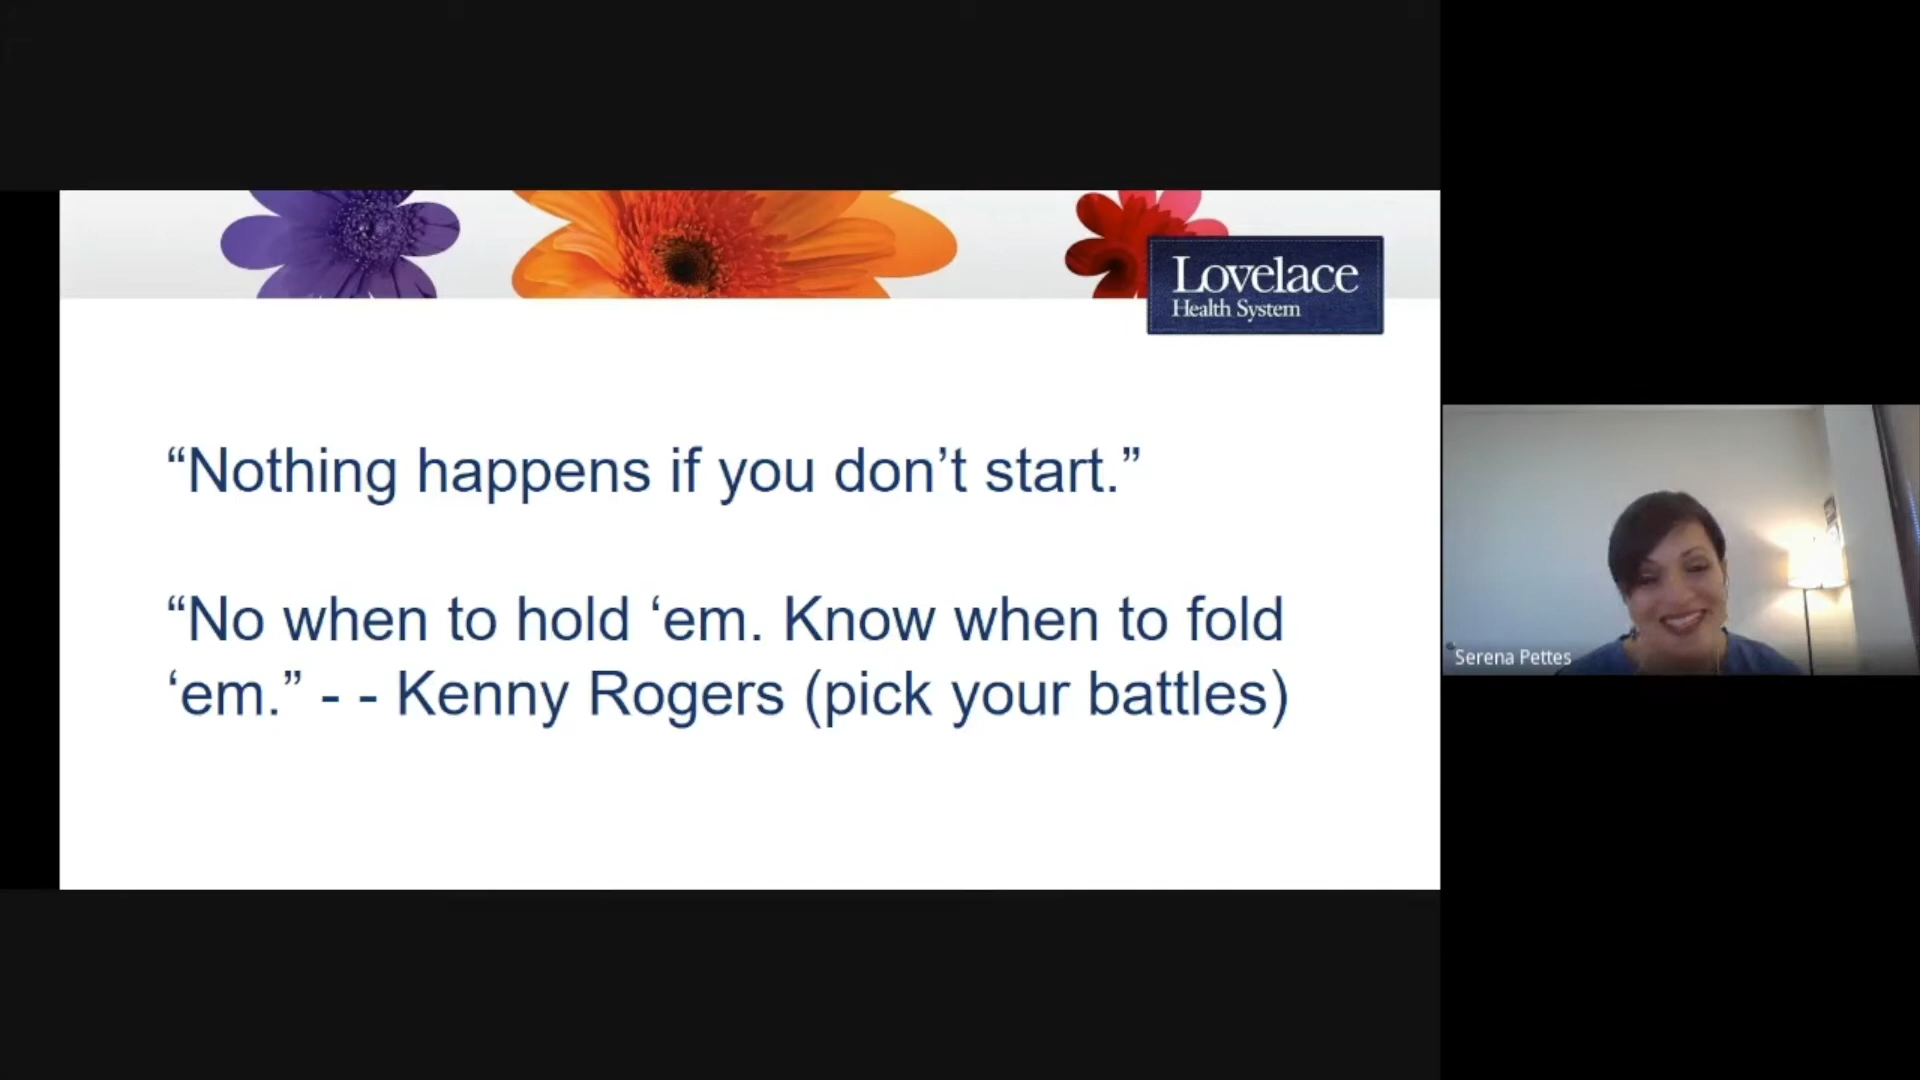 Lovelace
Health System
“Nothing happens if you don’t start.”
“No when to hold ‘em. Know when to fold
‘em.” - - Kenny Rogers (pick your battles)
Serena Pettes